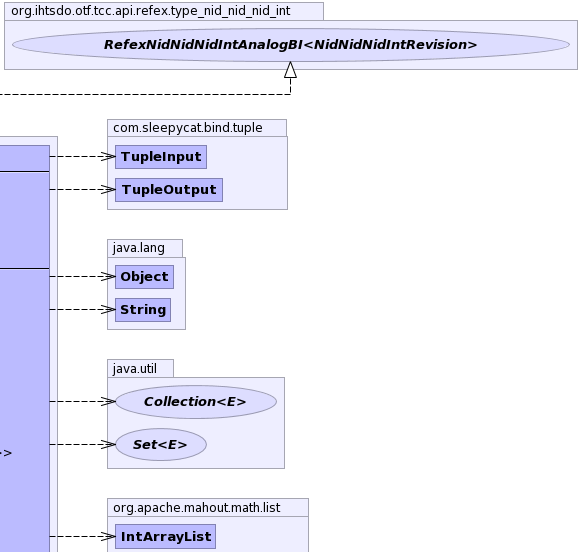 org.ihtsdo.otf.tcc.api.refex.type_nid_nid_nid_int
RefexNidNidNidIntAnalogBI<NidNidNidIntRevision>
com.sleepycat.bind.tuple
TupleInput
TupleOutput
java.lang
Object
String
java.util
Collection<E>
Set<E>
>
org.apache.mahout.math.list
IntArrayList